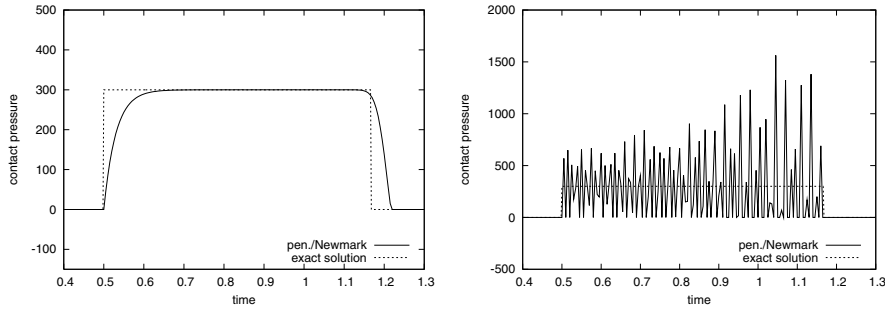 500
400
300
200
100
0
-100
contact pressure
pen./Newmark
exact solution
0.4 0.5 0.6 0.7 0.8 0.9 1 1.1 1.2 1.3
time
2000
1500
1000
500
0
-500
contact pressure
pen./Newmark
exact solution
0.4 0.5 0.6 0.7 0.8 0.9 1 1.1 1.2 1.3
time